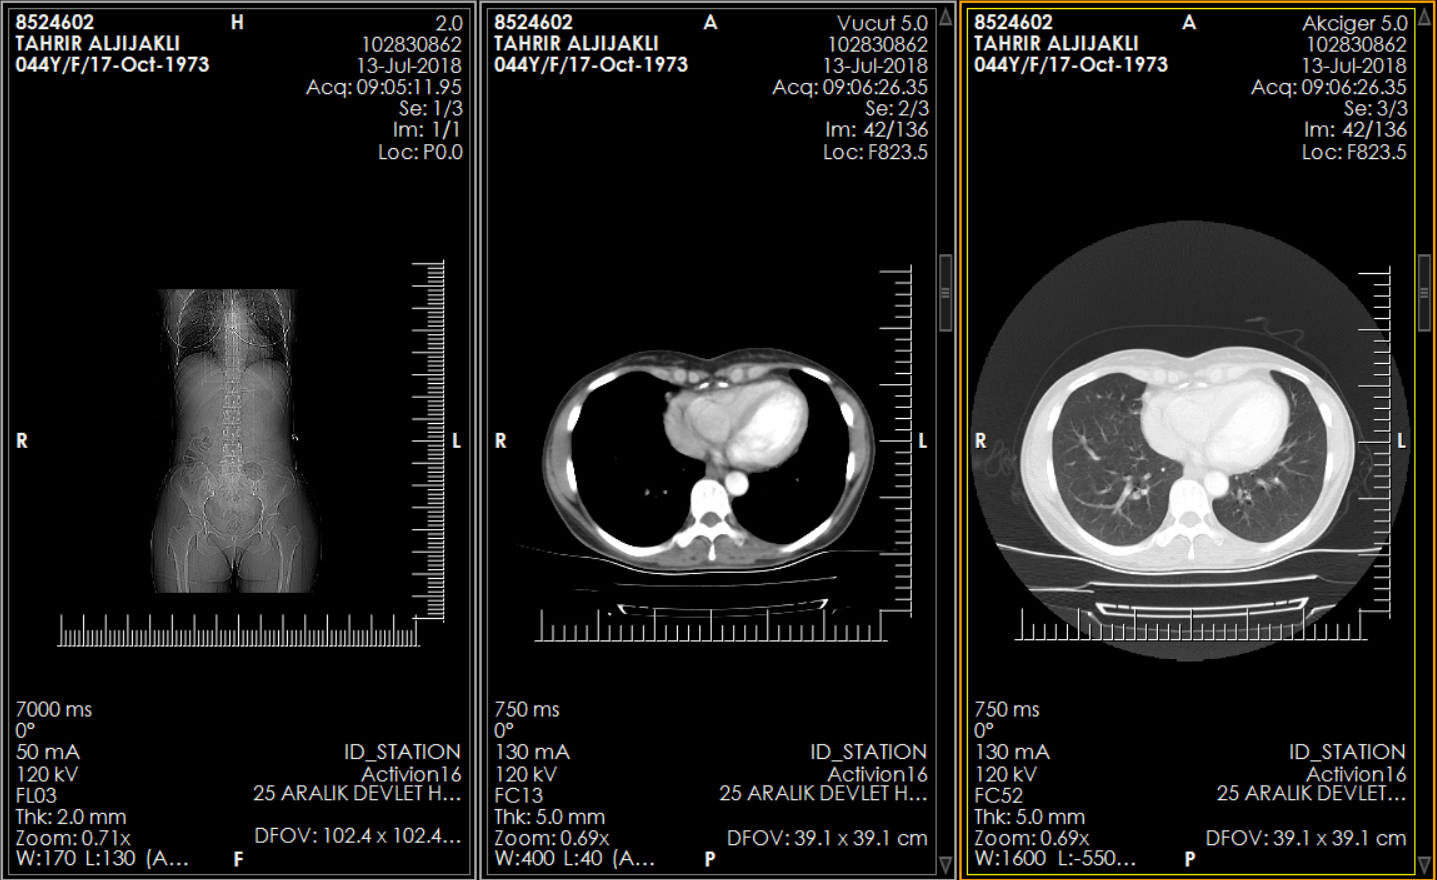 8524602
H
2.0
TAHRIR ALJIJAKLI
102830862
044Y/F/17-Oct-1973
13-Jul-2018
Acq: 09:05:11.95
Se: 1/3
Im: 1/1
Loc: P0.0
R
L
7000 ms
0°
50 mA
ID_STATION
120 kV
Activion16
FL03
25 ARALIK DEVLET H...
Thk: 2.0 mm
Zoom: 0.71x
DFOV: 102.4 x 102.4...
W:170 L:130 (A...
F
8524602
A
Vucut 5.0
TAHRIR ALJIJAKLI
102830862
044Y/F/17-Oct-1973
13-Jul-2018
Acq: 09:06:26.35
Se: 2/3
Im: 42/136
Loc: F823.5
R
L
750 ms
0°
130 mA
ID_STATION
120 kV
Activion16
FC13
25 ARALIK DEVLET H...
Thk: 5.0 mm
Zoom: 0.69x
DFOV: 39.1 x 39.1 cm
W:400 L:40 (A...
P
8524602
A
Akciger 5.0
TAHRIR ALJIJAKLI
102830862
044Y/F/17-Oct-1973
13-Jul-2018
Acq: 09:06:26.35
Se: 3/3
Im: 42/136
Loc: F823.5
R
L
750 ms
0°
130 mA
ID_STATION
120 kV
Activion16
FC52
25 ARALIK DEVLET...
Thk: 5.0 mm
Zoom: 0.69x
DFOV: 39.1 x 39.1 cm
W:1600 L:-550...
P